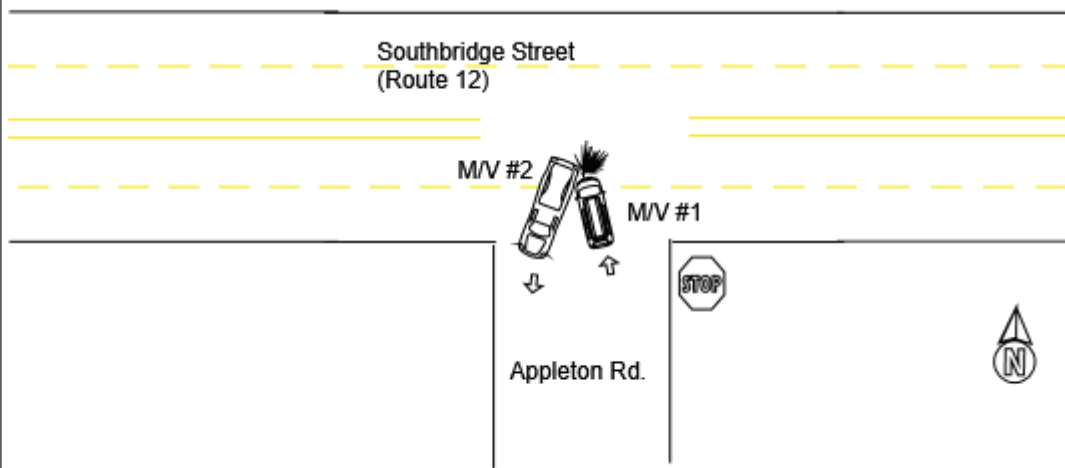 Southbridge Street
(Route 12)
M/V #2
M/V #1
STOP
Appleton Rd.
N